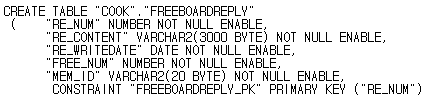 CREATE TABLE "COOK"."FREEBOARDREPLY"
( "RE_NUM" NUMBER NOT NULL ENABLE,
"RE_CONTENT" VARCHAR2(3000 BYTE) NOT NULL ENABLE,
"RE_WRITEDATE" DATE NOT NULL ENABLE,
"FREE_NUM" NUMBER NOT NULL ENABLE,
"MEM_ID" VARCHAR2(20 BYTE) NOT NULL ENABLE,
CONSTRAINT "FREEBOARDREPLY_PK" PRIMARY KEY ("RE_NUM")